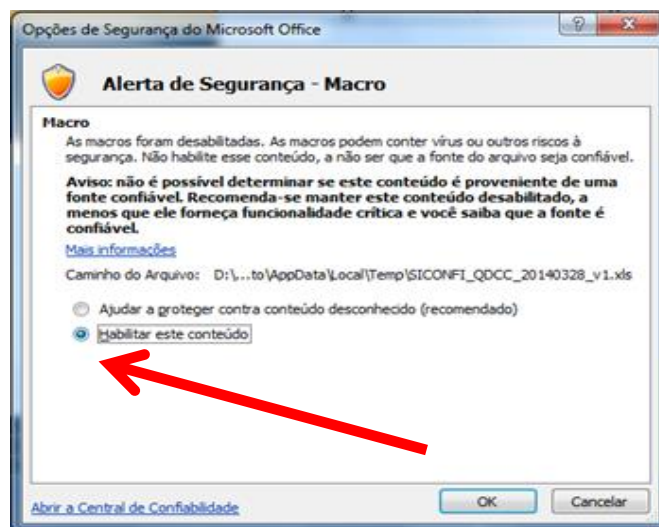 Opções de Segurança do Microsoft Office
Alerta de Segurança - Macro
Macro
As macros foram desabilitadas. As macros podem conter vírus ou outros riscos à
segurança. Não habilite esse conteúdo, a não ser que a fonte do arquivo seja confiável.
Aviso: não é possível determinar se este conteúdo é proveniente de uma
fonte confiável. Recomenda-se manter este conteúdo desabilitado, a
menos que ele forneça funcionalidade crítica e você saiba que a fonte é
confiável.
Mais informações
Caminho do Arquivo: D:\...to\AppData\Local\Temp\SICONFI_QDCC_20140328_v1.xls
Ajudar a proteger contra conteúdo desconhecido (recomendado)
Habilitar este conteúdo
Abrir a Central de Confiabilidade
OK
Cancelar